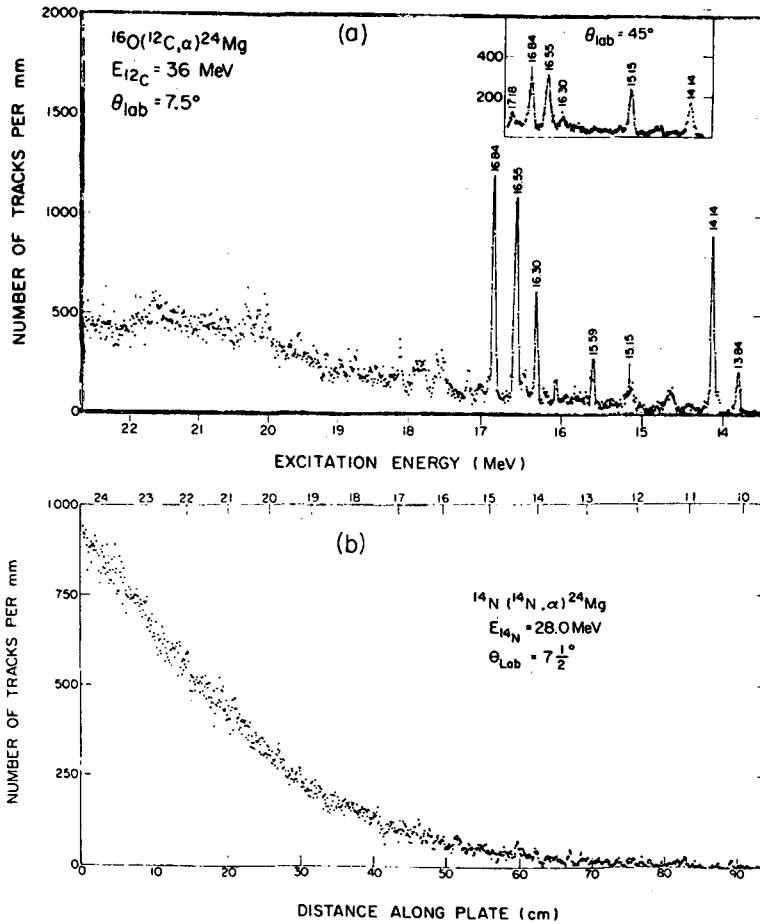 2000
(a)
¹⁶O(¹²C,α)²⁴Mg
E12C = 36 MeV
θlab = 7.5°
θlab = 45°
400
200
17.18
16.84
16.55
16.30
15.15
14.14
1500
1000
500
0
NUMBER OF TRACKS PER mm
16.84
16.55
16.30
15.59
15.15
14.14
13.84
22 21 20 19 18 17 16 15 14
EXCITATION ENERGY (MeV)
24 23 22 21 20 19 18 17 16 15 14 13 12 11 10
(b)
1000
750
500
250
0
NUMBER OF TRACKS PER mm
¹⁴N(¹⁴N,α)²⁴Mg
E14N = 28.0 MeV
θLab = 7 1/2°
0 10 20 30 40 50 60 70 80 90
DISTANCE ALONG PLATE (cm)